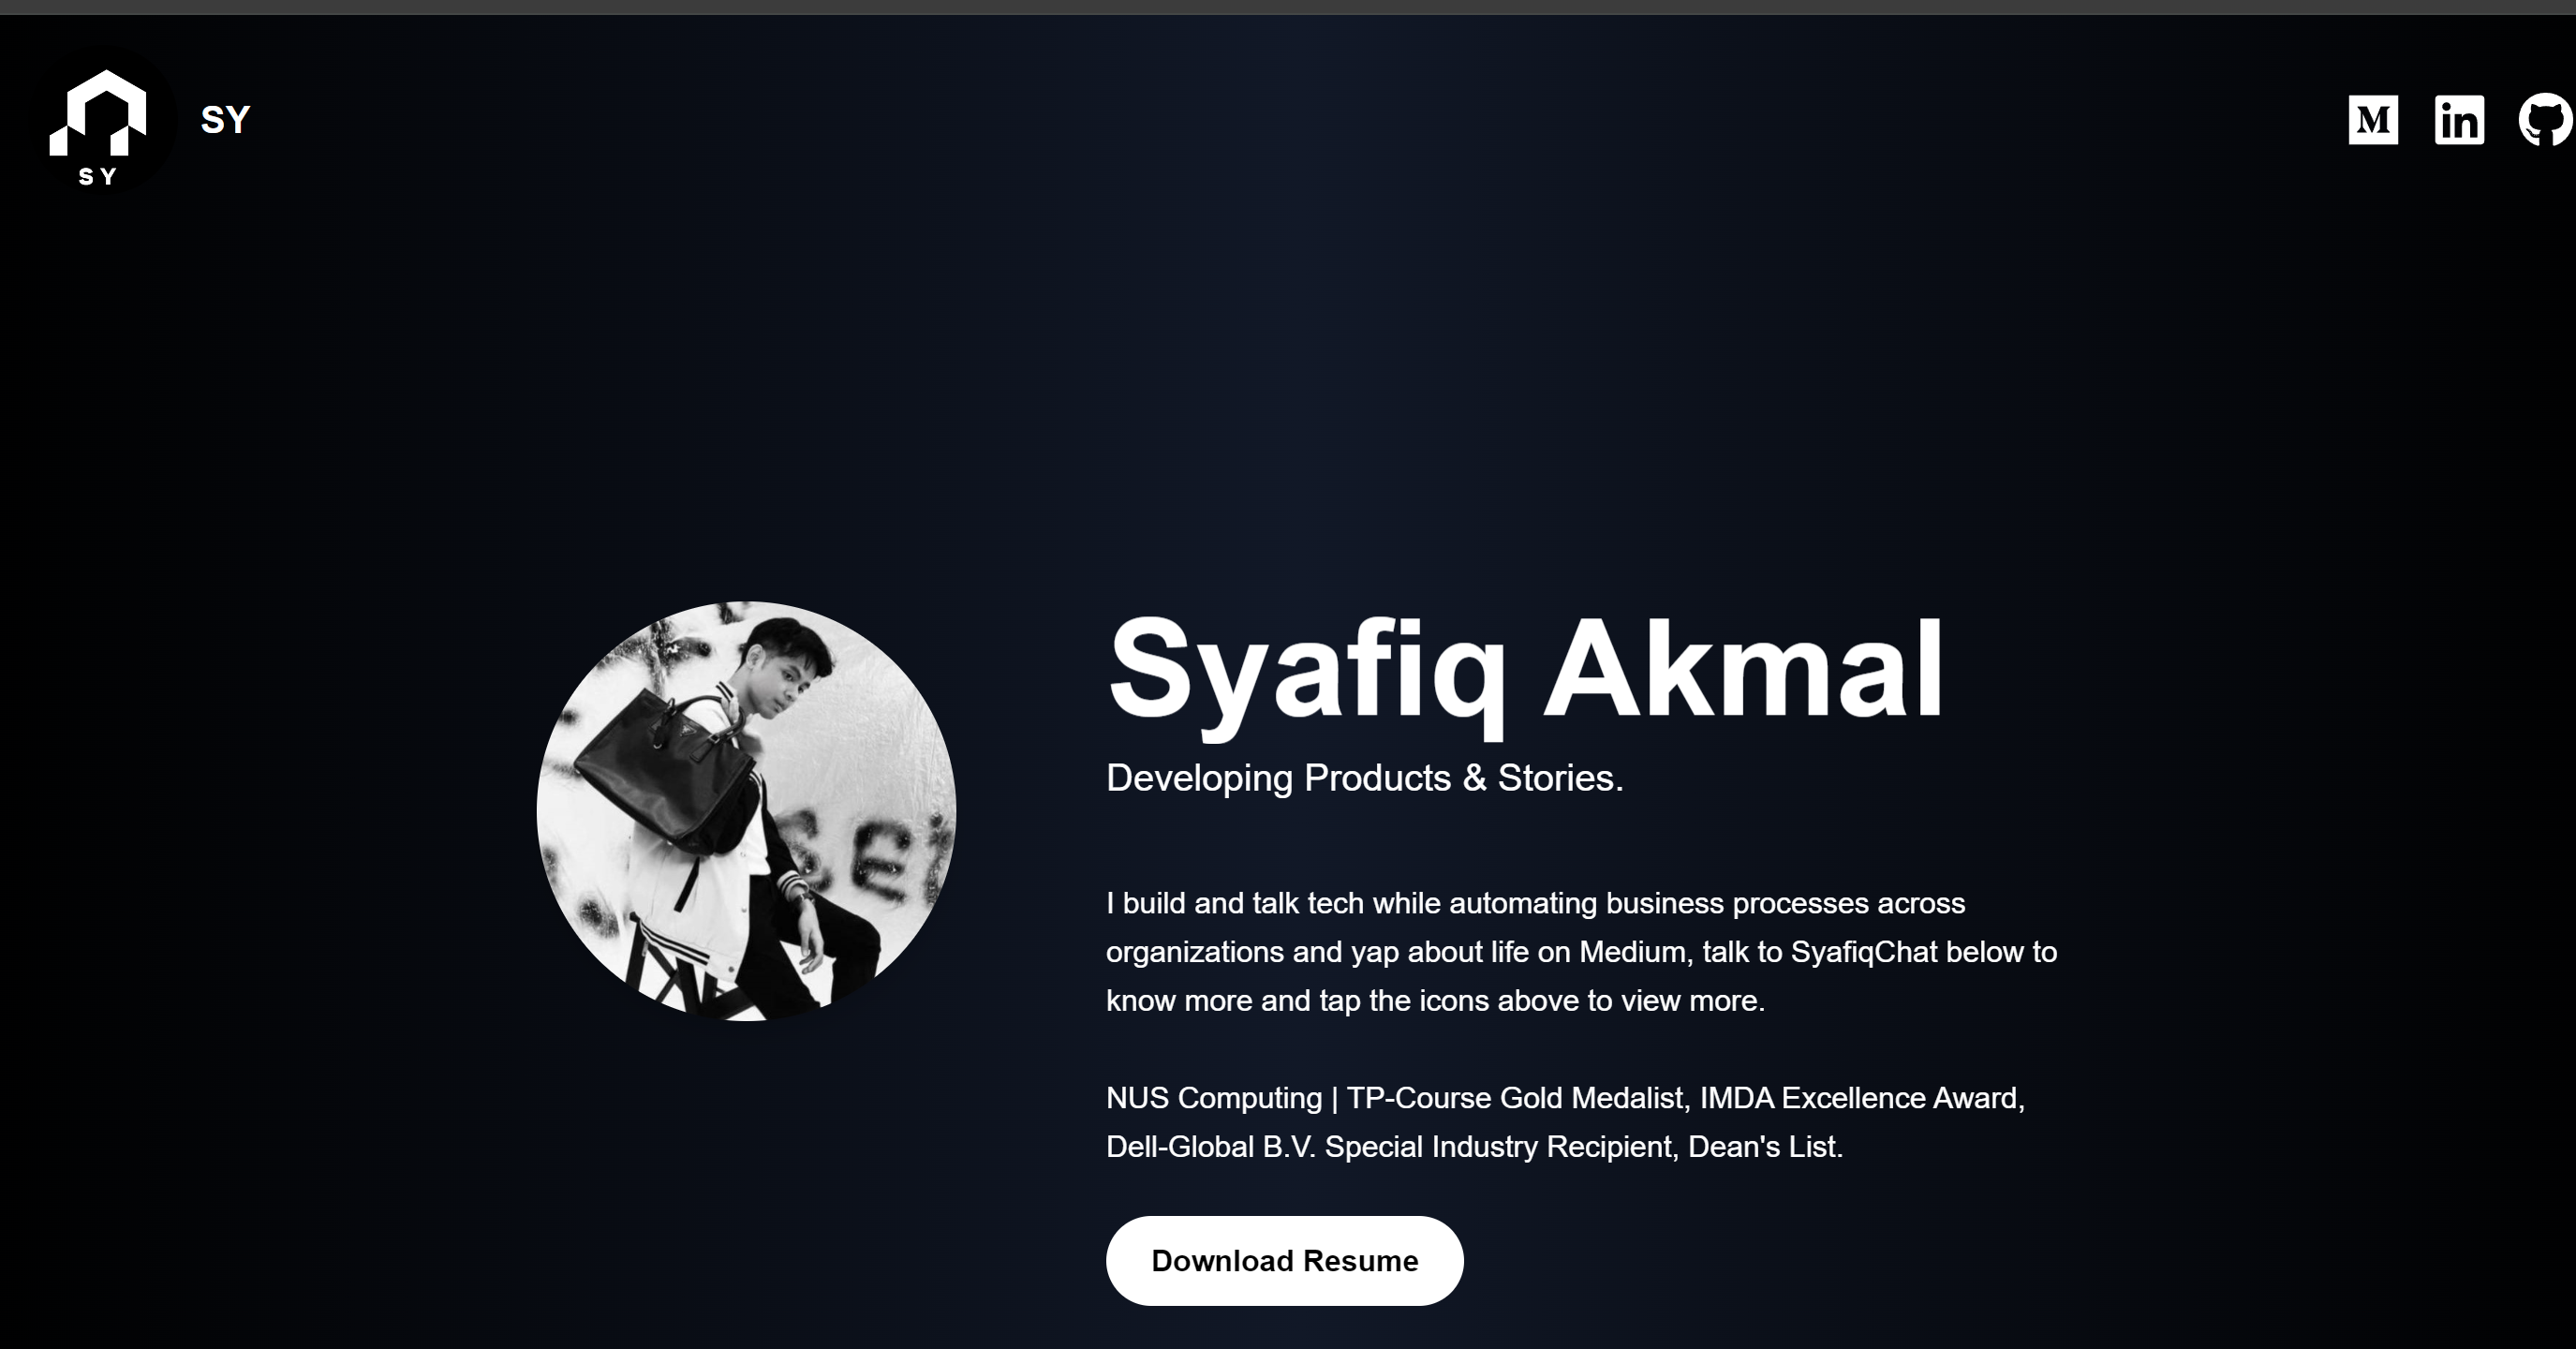 SY
SY
M
in
Syafiq Akmal
Developing Products & Stories.
I build and talk tech while automating business processes across
organizations and yap about life on Medium, talk to SyafiqChat below to
know more and tap the icons above to view more.
NUS Computing | TP-Course Gold Medalist, IMDA Excellence Award,
Dell-Global B.V. Special Industry Recipient, Dean's List.
Download Resume